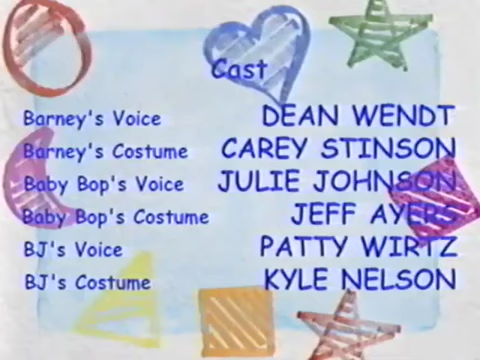 Cast
Barney's Voice DEAN WENDT
Barney's Costume CAREY STINSON
Baby Bop's Voice JULIE JOHNSON
Baby Bop's Costume JEFF AYERS
BJ's Voice PATTY WIRTZ
BJ's Costume KYLE NELSON